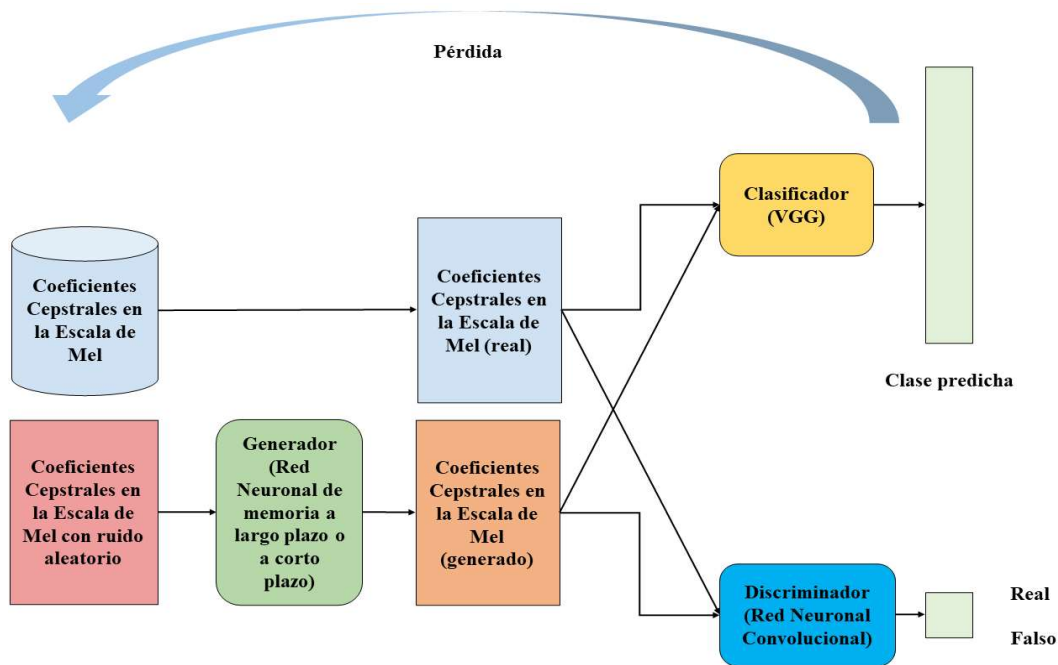 Pérdida
Clasificador
(VGG)
Coeficientes
Cepstrales en
la Escala de
Mel
Coeficientes
Cepstrales en
la Escala de
Mel (real)
Clase predicha
Coeficientes
Cepstrales en
la Escala de
Mel con ruido
aleatorio
Generador
(Red
Neuronal de
memoria a
largo plazo o
a corto
plazo)
Coeficientes
Cepstrales en
la Escala de
Mel
(generado)
Discriminador
(Red Neuronal
Convolucional)
Real
Falso